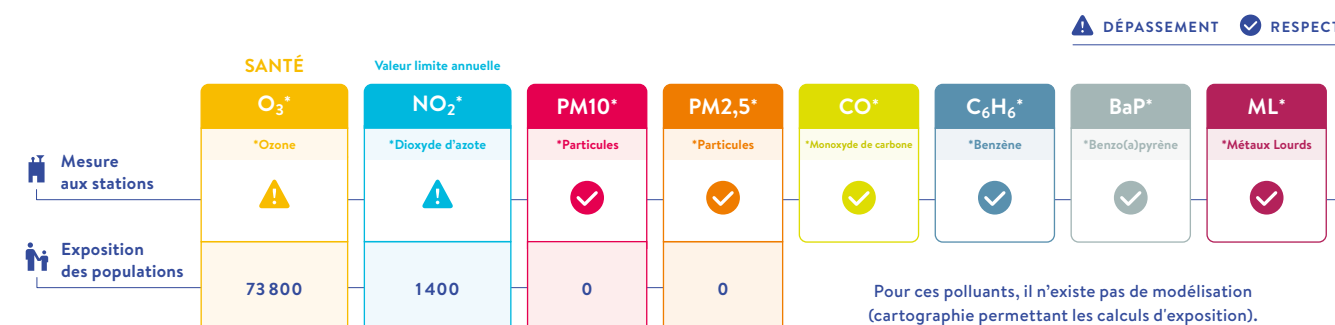 DÉPASSEMENT RESPECT
SANTÉ
Valeur limite annuelle
O₃* NO₂* PM10* PM2,5* CO* C₆H₆* BaP* ML*
*Ozone *Dioxyde d'azote *Particules *Particules *Monoxyde de carbone *Benzène *Benzo(a)pyrène *Métaux Lourds
Mesure
aux stations
Exposition
des populations
73 800 1 400 0 0
Pour ces polluants, il n'existe pas de modélisation
(cartographie permettant les calculs d'exposition).